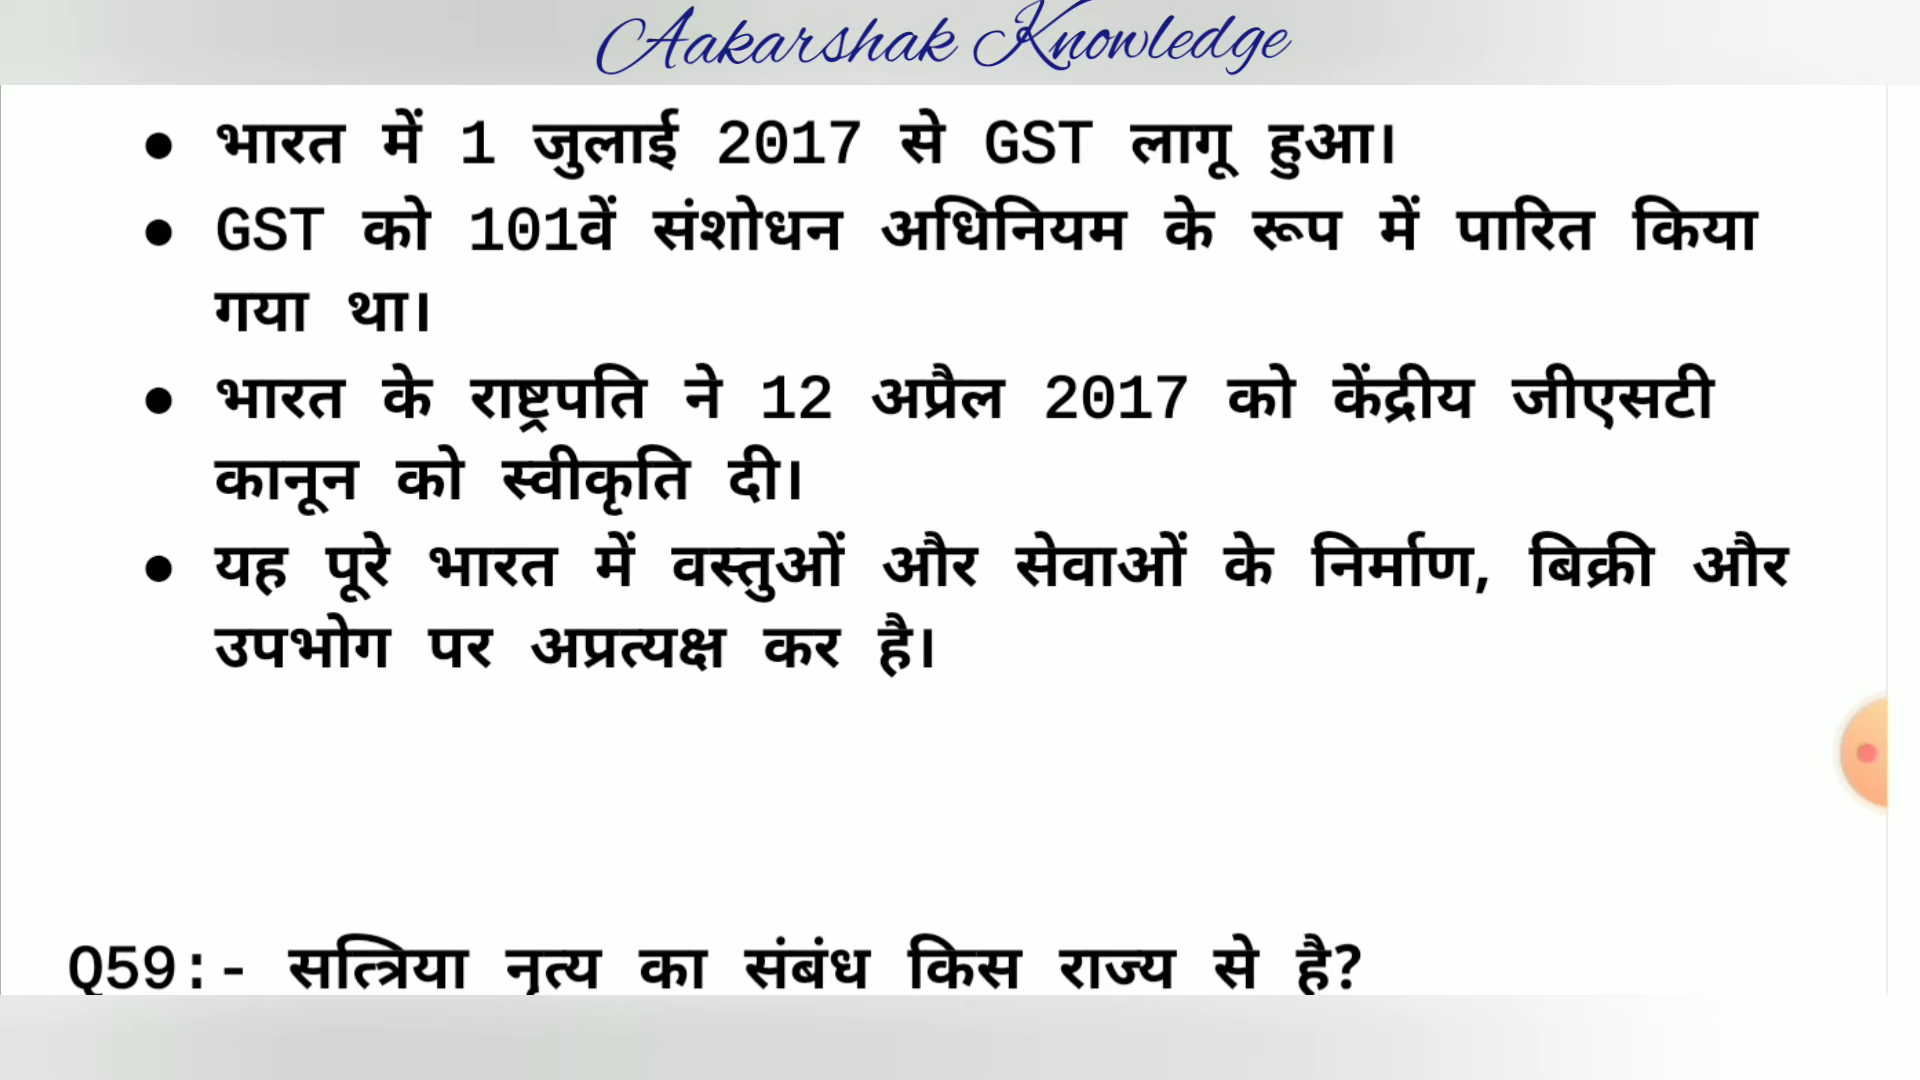 Aakarshak Knowledge
● भारत में 1 जुलाई 2017 से GST लागू हुआ।
● GST को 101वें संशोधन अधिनियम के रूप में पारित किया
गया था।
● भारत के राष्ट्रपति ने 12 अप्रैल 2017 को केंद्रीय जीएसटी
कानून को स्वीकृति दी।
● यह पूरे भारत में वस्तुओं और सेवाओं के निर्माण, बिक्री और
उपभोग पर अप्रत्यक्ष कर है।
Q59:- सत्त्रिया नृत्य का संबंध किस राज्य से है?